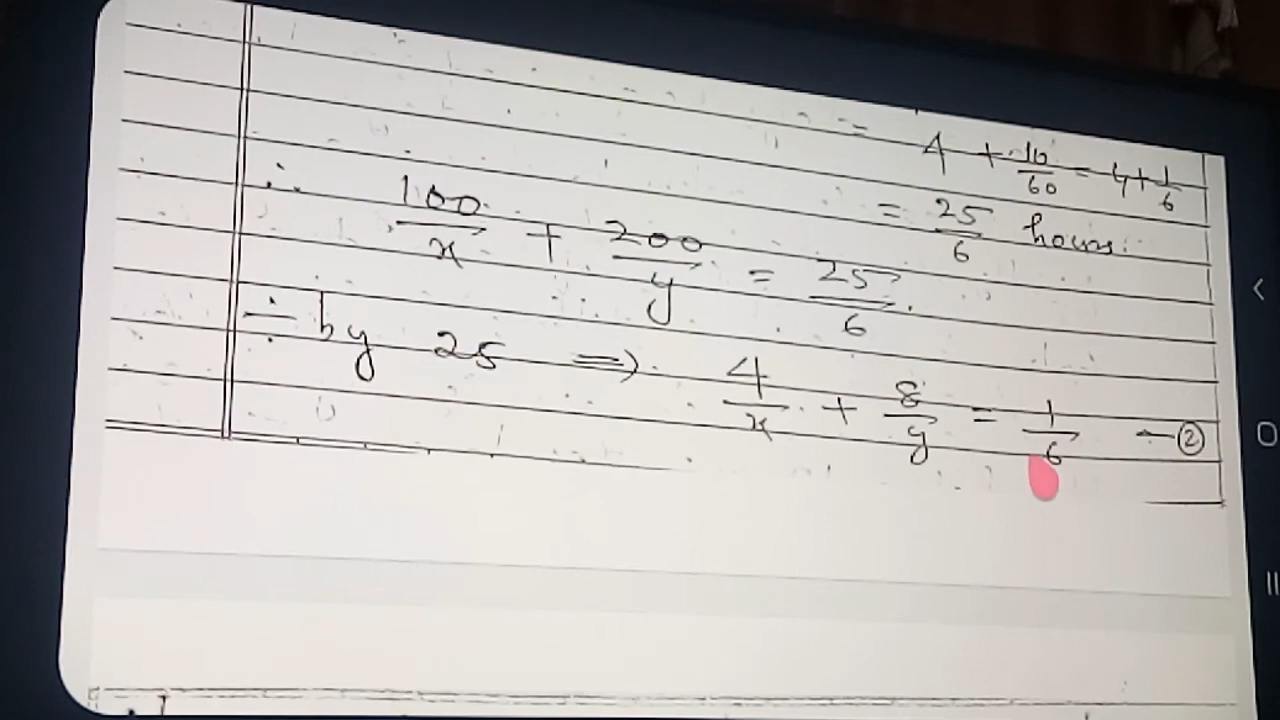 = 4 + 10/60 = 4 + 1/6
= 25/6 hours.
∴ 100/x + 200/y = 25/6.
÷ by 25 ⇒ 4/x + 8/y = 1/6 — ②